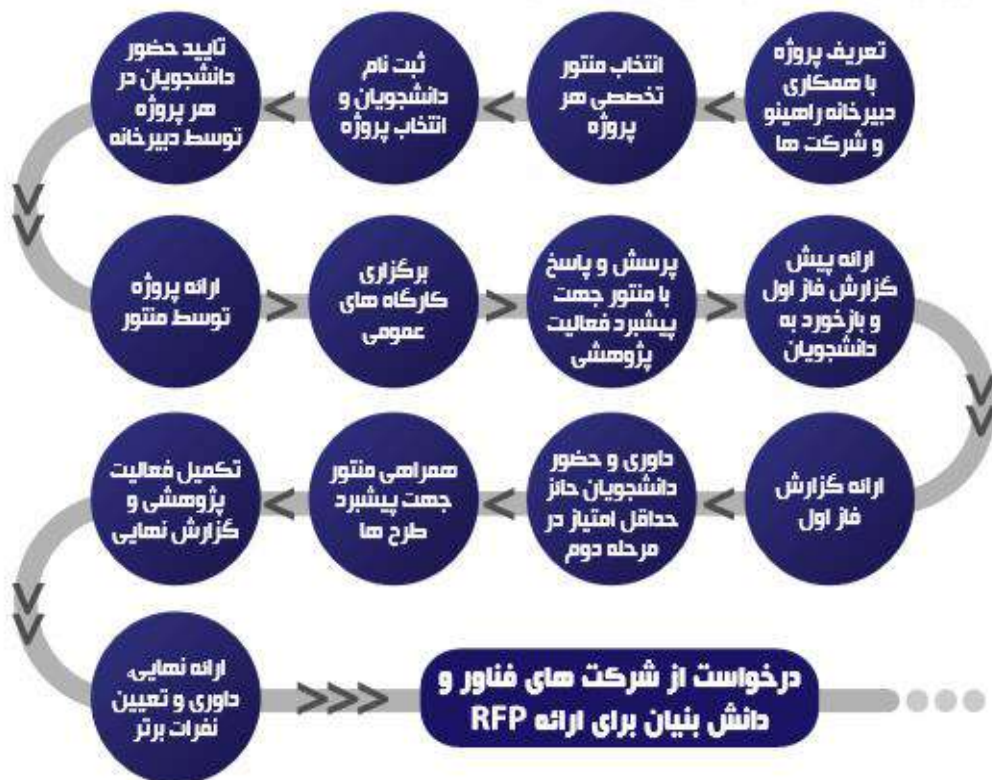 تعریف پروژه
با همکاری
دبیرخانه راهینو
و شرکت ها
انتخاب منتور
تخصصی هر
پروژه
ثبت نام
دانشجویان و
انتخاب پروژه
تایید حضور
دانشجویان در
هر پروژه
توسط دبیرخانه
ارائه پروژه
توسط منتور
برگزاری
کارگاه های
عمومی
پرسش و پاسخ
با منتور جهت
پیشبرد فعالیت
پژوهشی
ارائه پیش
گزارش فاز اول
و بازخورد به
دانشجویان
ارائه گزارش
فاز اول
داوری و حضور
دانشجویان حائز
حداقل امتیاز در
مرحله دوم
همراهی منتور
جهت پیشبرد
طرح ها
تکمیل فعالیت
پژوهشی و
گزارش نهایی
ارائه نهایی،
داوری و تعیین
نفرات برتر
درخواست از شرکت های فناور و
دانش بنیان برای ارائه RFP